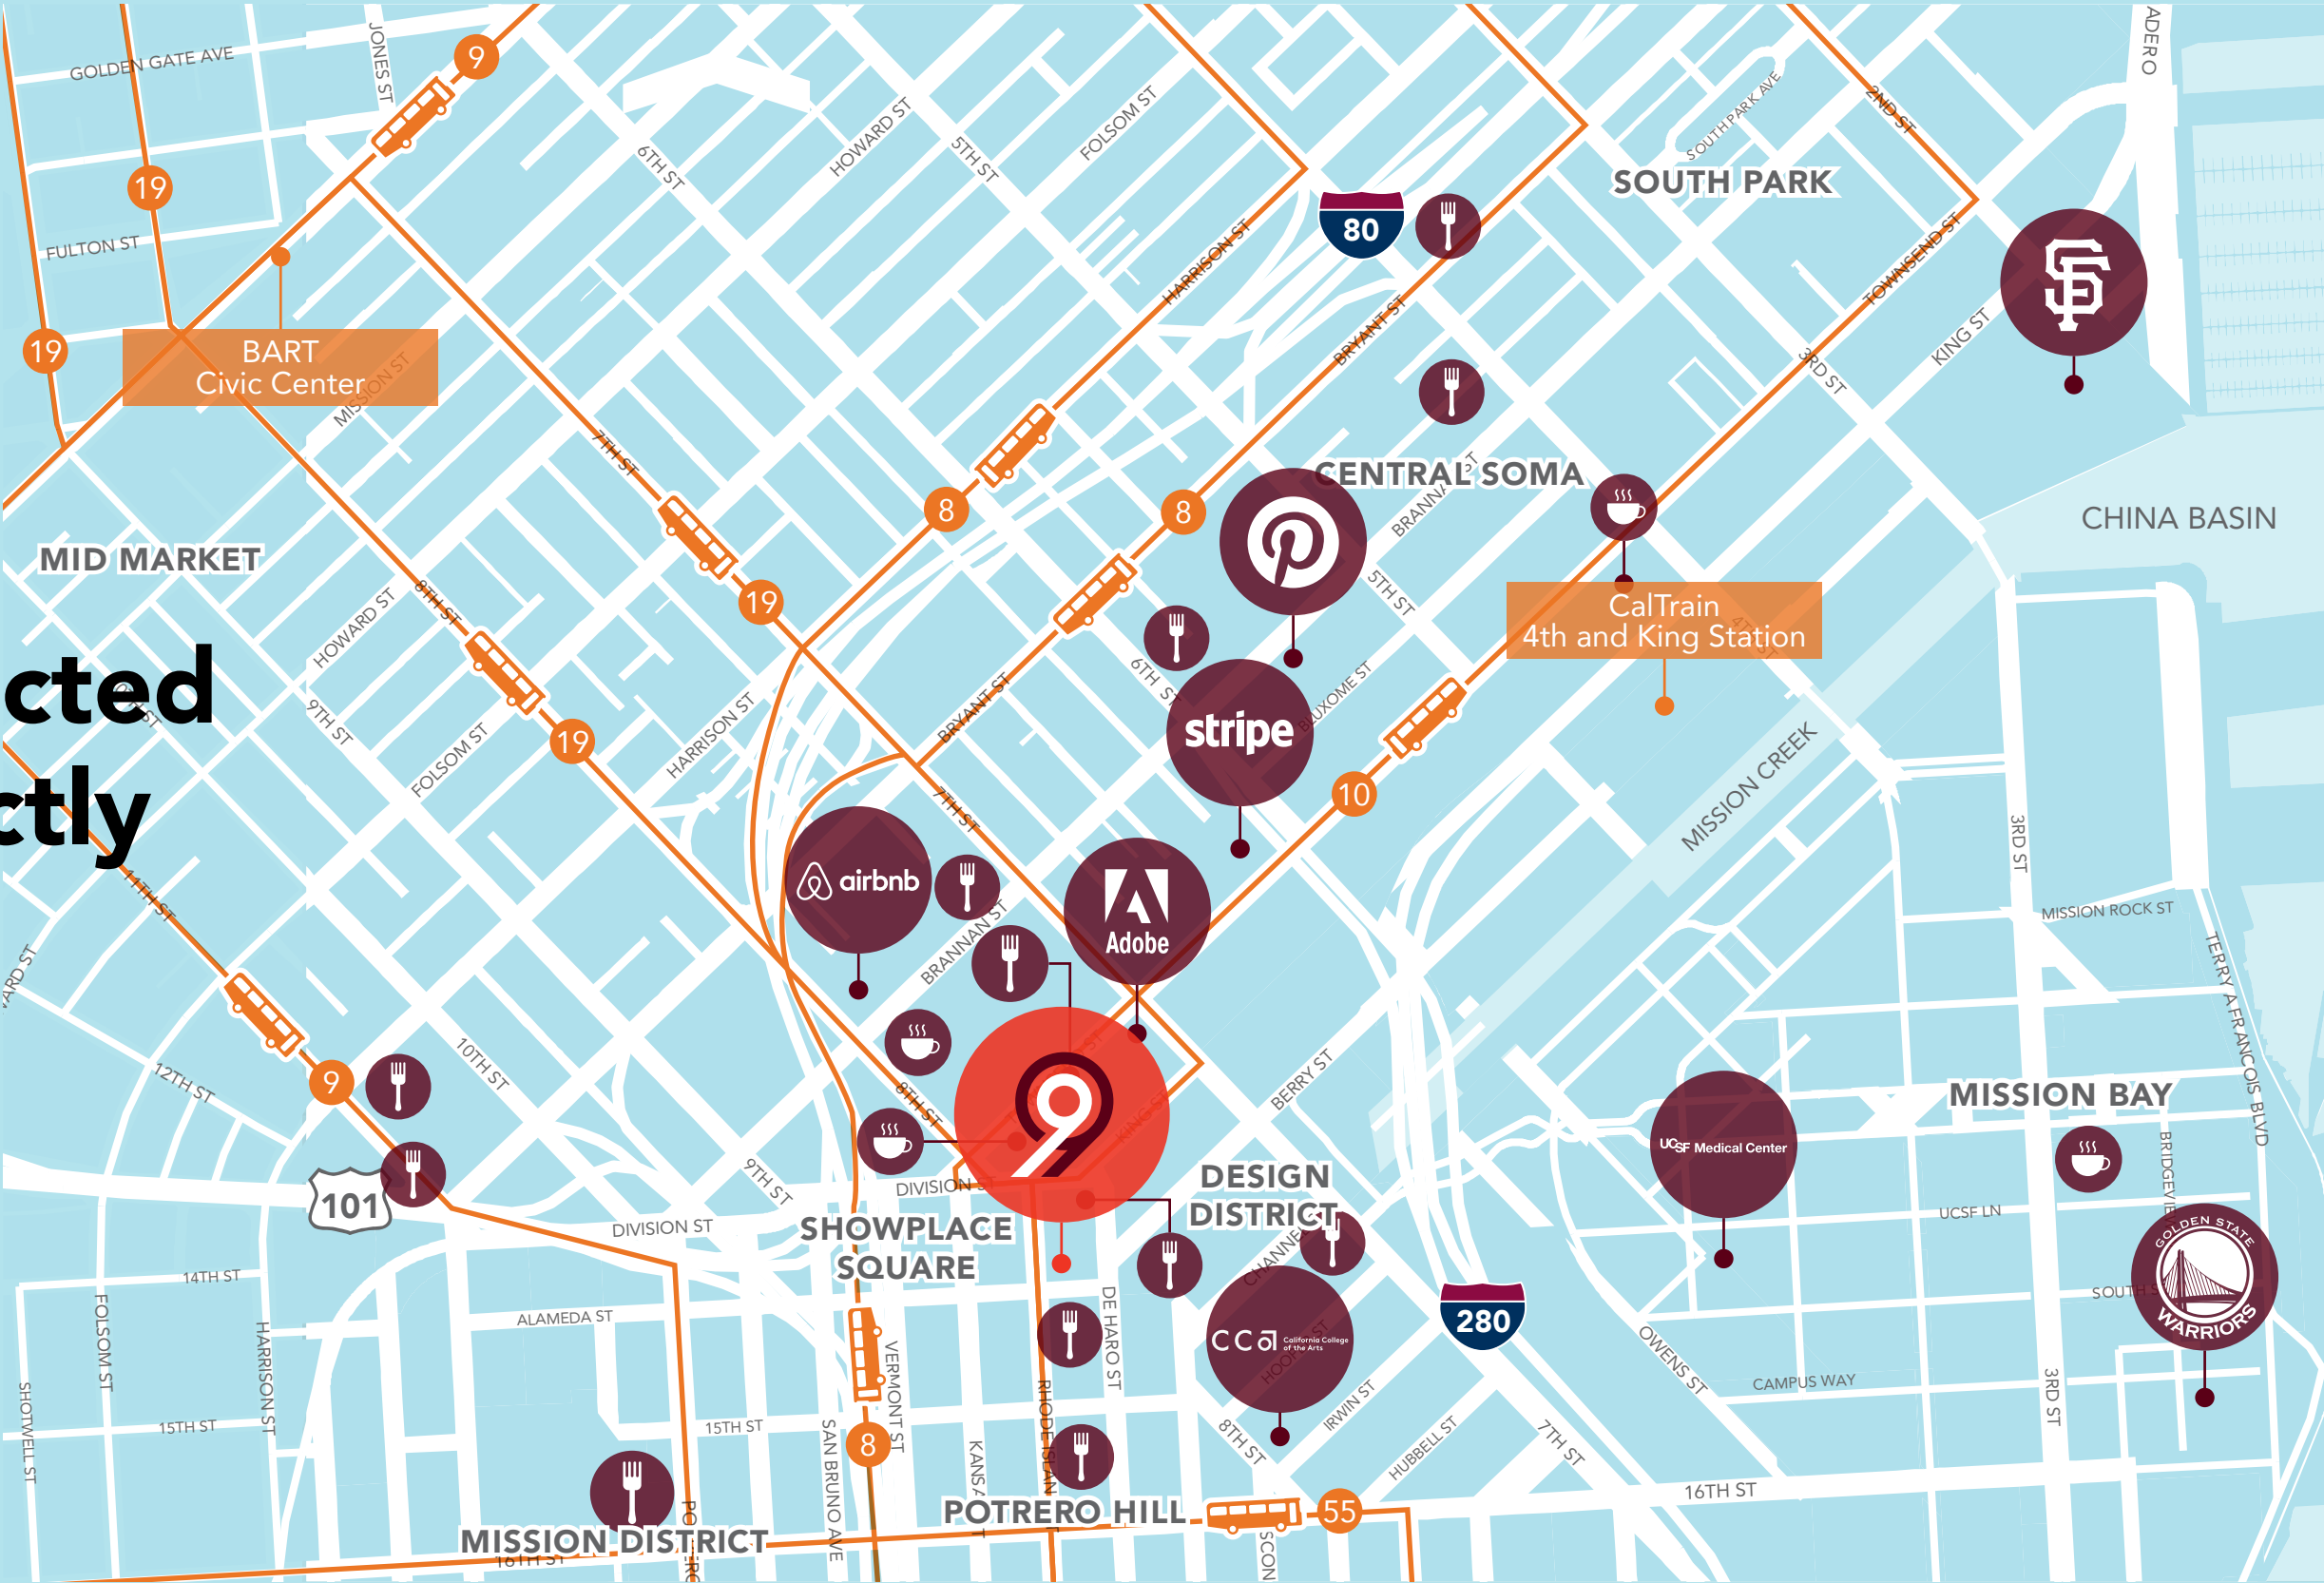 GOLDEN GATE AVE
JONES ST
9
6TH ST
HOWARD ST
5TH ST
FOLSOM ST
SOUTH PARK AVE
2ND ST
19
SOUTH PARK
80
FULTON ST
HARRISON ST
TOWNSEND ST
SF
19
BART
Civic Center
MISSION ST
BRYANT ST
3RD ST
KING ST
7TH ST
8
8
CENTRAL SOMA
CHINA BASIN
MID MARKET
8TH ST
HOWARD ST
19
5TH ST
CalTrain
4th and King Station
4TH ST
cted
9TH ST
6TH ST
stripe
BLUXOME ST
BRYANT ST
HARRISON ST
FOLSOM ST
19
10
MISSION CREEK
ctly
7TH ST
3RD ST
11TH ST
airbnb
Adobe
BRANNAN ST
MISSION ROCK ST
TERRY A FRANCOIS BLVD
12TH ST
9
10TH ST
8TH ST
9
KING ST
BERRY ST
MISSION BAY
UCSF Medical Center
101
9TH ST
DIVISION ST
DIVISION ST
SHOWPLACE
SQUARE
DESIGN
DISTRICT
UCSF LN
GOLDEN STATE
WARRIORS
14TH ST
FOLSOM ST
HARRISON ST
ALAMEDA ST
VERMONT ST
DE HARO ST
CCA California College
of the Arts
280
OWENS ST
CAMPUS WAY
3RD ST
SHOTWELL ST
15TH ST
15TH ST
SAN BRUNO AVE
8
8TH ST
IRWIN ST
HUBBELL ST
7TH ST
16TH ST
POTRERO HILL
55
MISSION DISTRICT
16TH ST